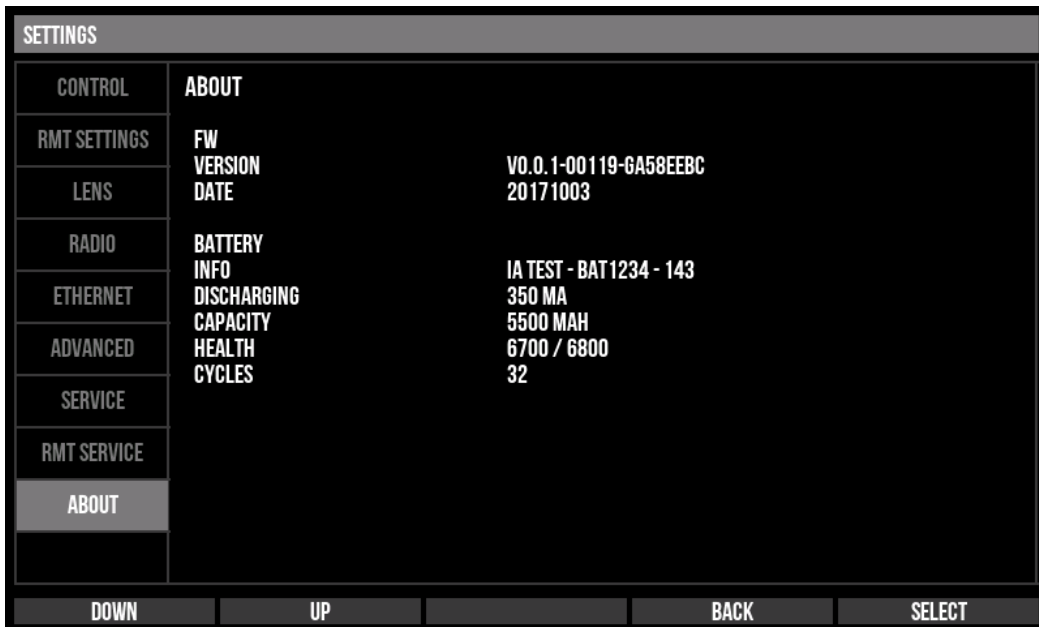 SETTINGS
CONTROL
RMT SETTINGS
LENS
RADIO
ETHERNET
ADVANCED
SERVICE
RMT SERVICE
ABOUT
ABOUT
FW
VERSION V0.0.1-00119-GA58EEBC
DATE 20171003
BATTERY
INFO IA TEST - BAT1234 - 143
DISCHARGING 350 MA
CAPACITY 5500 MAH
HEALTH 6700 / 6800
CYCLES 32
DOWN UP BACK SELECT